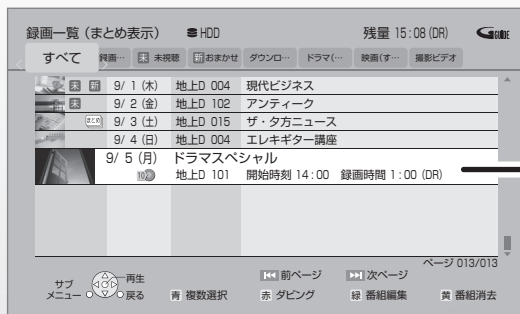 録画一覧（まとめ表示） HDD 残量 15:08 (DR) GGUIDE
すべて 録画… 未 未視聴 新 おまかせ ダウンロ… ドラマ(… 映画(す… 撮影ビデオ
未 新 9/ 1 (木) 地上D 004 現代ビジネス
未 9/ 2 (金) 地上D 102 アンティーク
まとめ 9/ 3 (土) 地上D 015 ザ・夕方ニュース
9/ 4 (日) 地上D 004 エレキギター講座
9/ 5 (月) ドラマスペシャル
地上D 101 開始時刻 14:00 録画時間 1:00 (DR)
ページ 013/013
サブメニュー 再生 戻る 前ページ 次ページ
青 複数選択 赤 ダビング 緑 番組編集 黄 番組消去